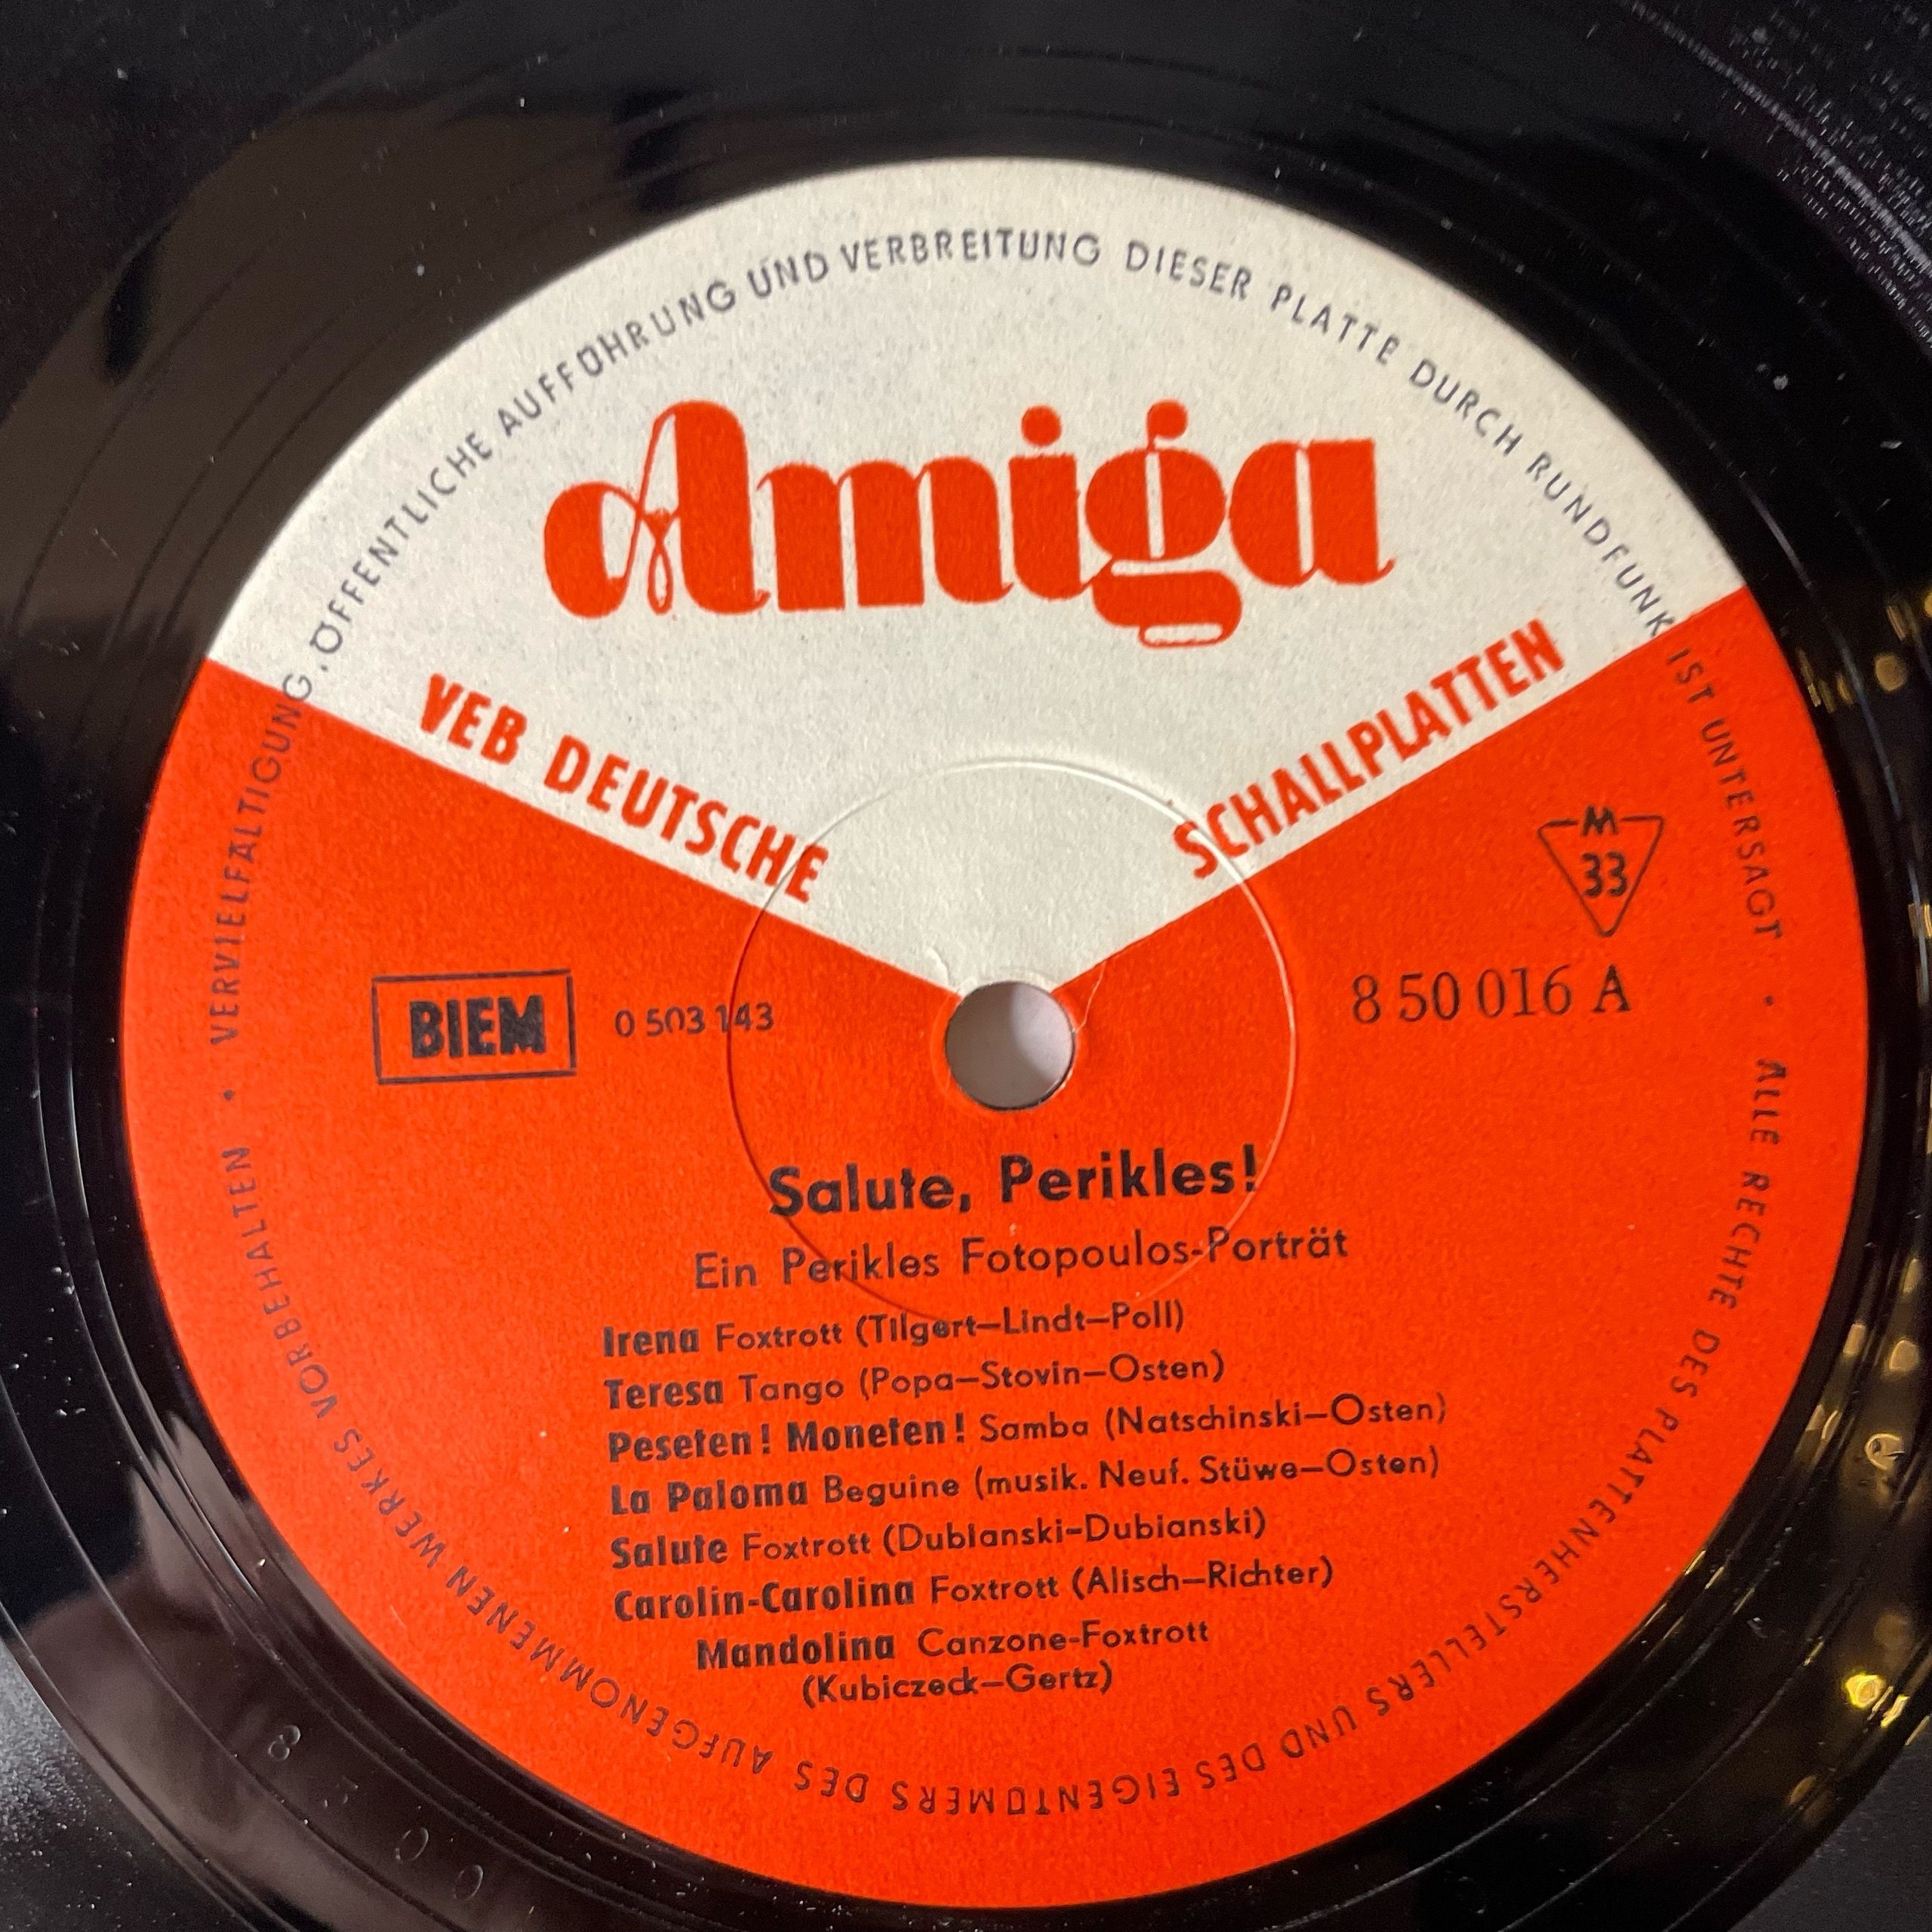 VERVIELFÄLTIGUNG, ÖFFENTLICHE AUFFÜHRUNG UND VERBREITUNG DIESER PLATTE DURCH RUNDFUNK IST UNTERSAGT • ALLE RECHTE DES PLATTENHERSTELLERS UND DES EIGENTÜMERS DES AUFGENOMMENEN WERKES VORBEHALTEN •
Amiga
VEB DEUTSCHE SCHALLPLATTEN
M
33
BIEM
0 503 143
8 50 016 A
Salute, Perikles!
Ein Perikles Fotopoulos-Porträt
Irena Foxtrott (Tilgert–Lindt–Poll)
Teresa Tango (Popa–Stovin–Osten)
Peseten! Moneten! Samba (Natschinski–Osten)
La Paloma Beguine (musik. Neuf. Stüwe–Osten)
Salute Foxtrott (Dubianski–Dubianski)
Carolin-Carolina Foxtrott (Alisch–Richter)
Mandolina Canzone-Foxtrott
(Kubiczeck–Gertz)